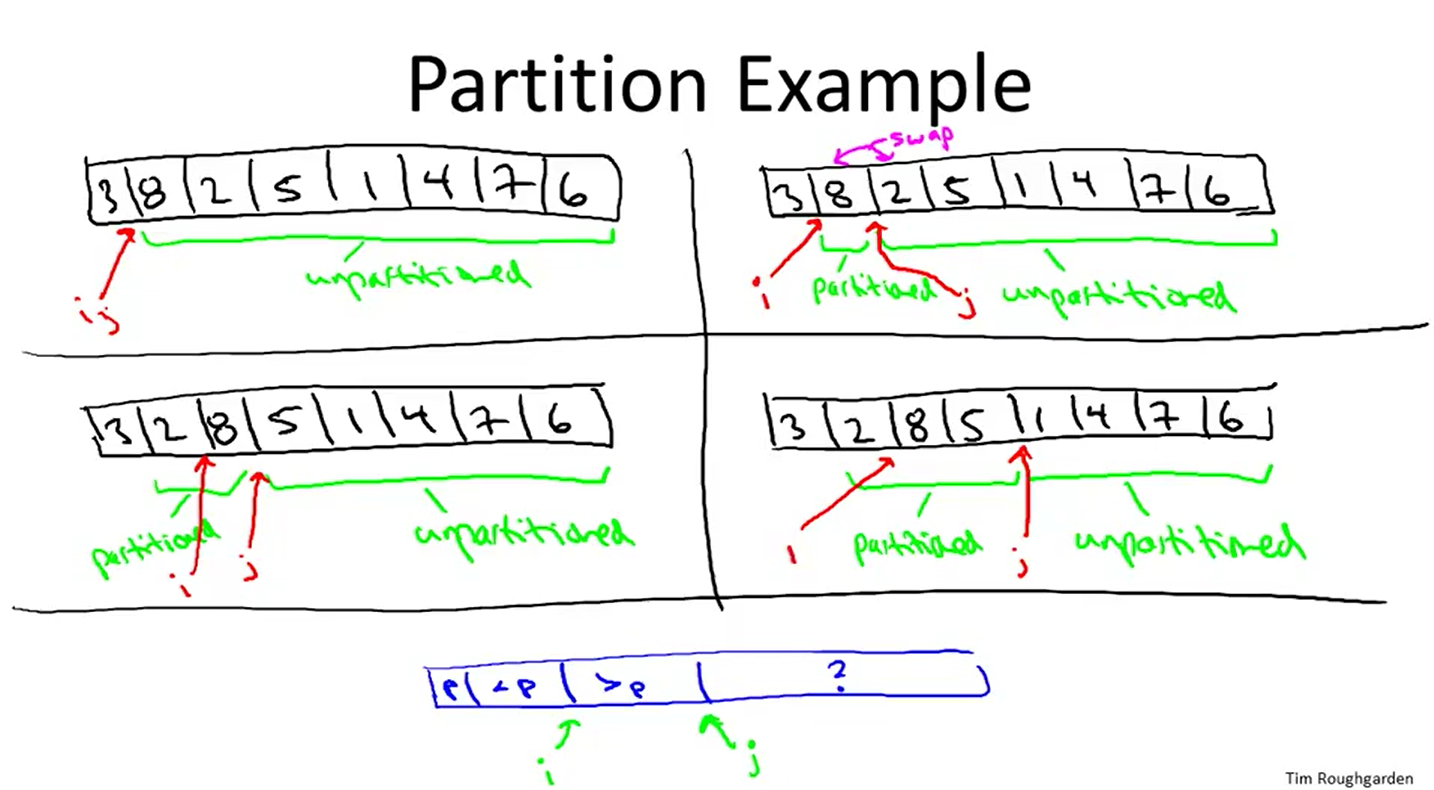 Partition Example
swap
3 8 2 5 1 4 7 6
3 8 2 5 1 4 7 6
unpartitioned
i j
i
partitioned
j
unpartitioned
3 2 8 5 1 4 7 6
3 2 8 5 1 4 7 6
partitioned
i
j
unpartitioned
i
partitioned
j
unpartitioned
p <p >p ?
i
j
Tim Roughgarden